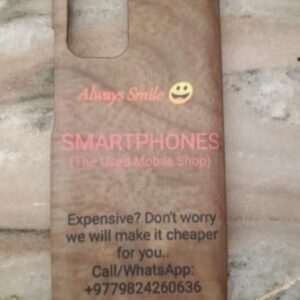 Always Smile 😀
SMARTPHONES
(The Used Mobile Shop)
Expensive? Don't worry
we will make it cheaper
for you..
Call/WhatsApp:
+9779824260636